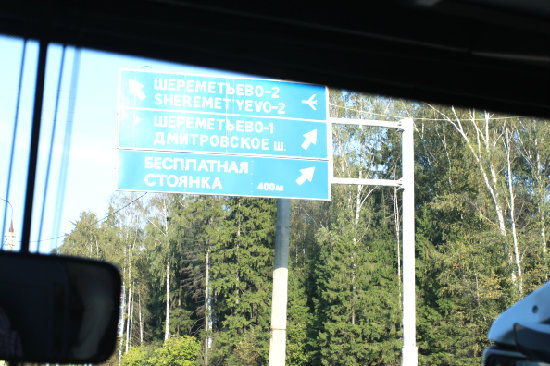 ШЕРЕМЕТЬЕВО-2
SHEREMETYEVO-2
ШЕРЕМЕТЬЕВО-1
ДМИТРОВСКОЕ Ш.
БЕСПЛАТНАЯ
СТОЯНКА 400м